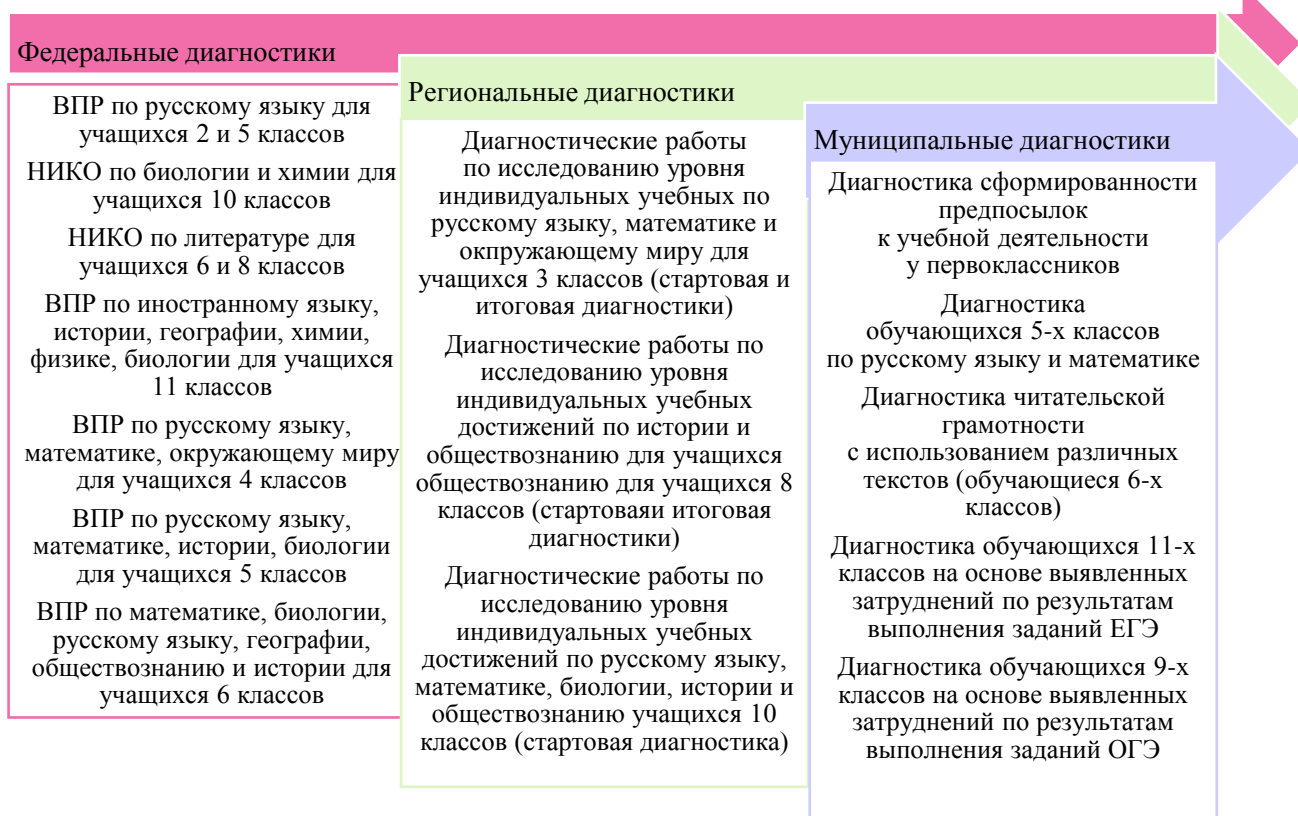 Федеральные диагностики
ВПР по русскому языку для
учащихся 2 и 5 классов
НИКО по биологии и химии для
учащихся 10 классов
НИКО по литературе для
учащихся 6 и 8 классов
ВПР по иностранному языку,
истории, географии, химии,
физике, биологии для учащихся
11 классов
ВПР по русскому языку,
математике, окружающему миру
для учащихся 4 классов
ВПР по русскому языку,
математике, истории, биологии
для учащихся 5 классов
ВПР по математике, биологии,
русскому языку, географии,
обществознанию и истории для
учащихся 6 классов
Региональные диагностики
Диагностические работы
по исследованию уровня
индивидуальных учебных по
русскому языку, математике и
окпружающему миру для
учащихся 3 классов (стартовая и
итоговая диагностики)
Диагностические работы по
исследованию уровня
индивидуальных учебных
достижений по истории и
обществознанию для учащихся
обществознанию для учащихся 8
классов (стартоваяи итоговая
диагностики)
Диагностические работы по
исследованию уровня
индивидуальных учебных
достижений по русскому языку,
математике, биологии, истории и
обществознанию учащихся 10
классов (стартовая диагностика)
Муниципальные диагностики
Диагностика сформированности
предпосылок
к учебной деятельности
у первоклассников
Диагностика
обучающихся 5-х классов
по русскому языку и математике
Диагностика читательской
грамотности
с использованием различных
текстов (обучающиеся 6-х
классов)
Диагностика обучающихся 11-х
классов на основе выявленных
затруднений по результатам
выполнения заданий ЕГЭ
Диагностика обучающихся 9-х
классов на основе выявленных
затруднений по результатам
выполнения заданий ОГЭ